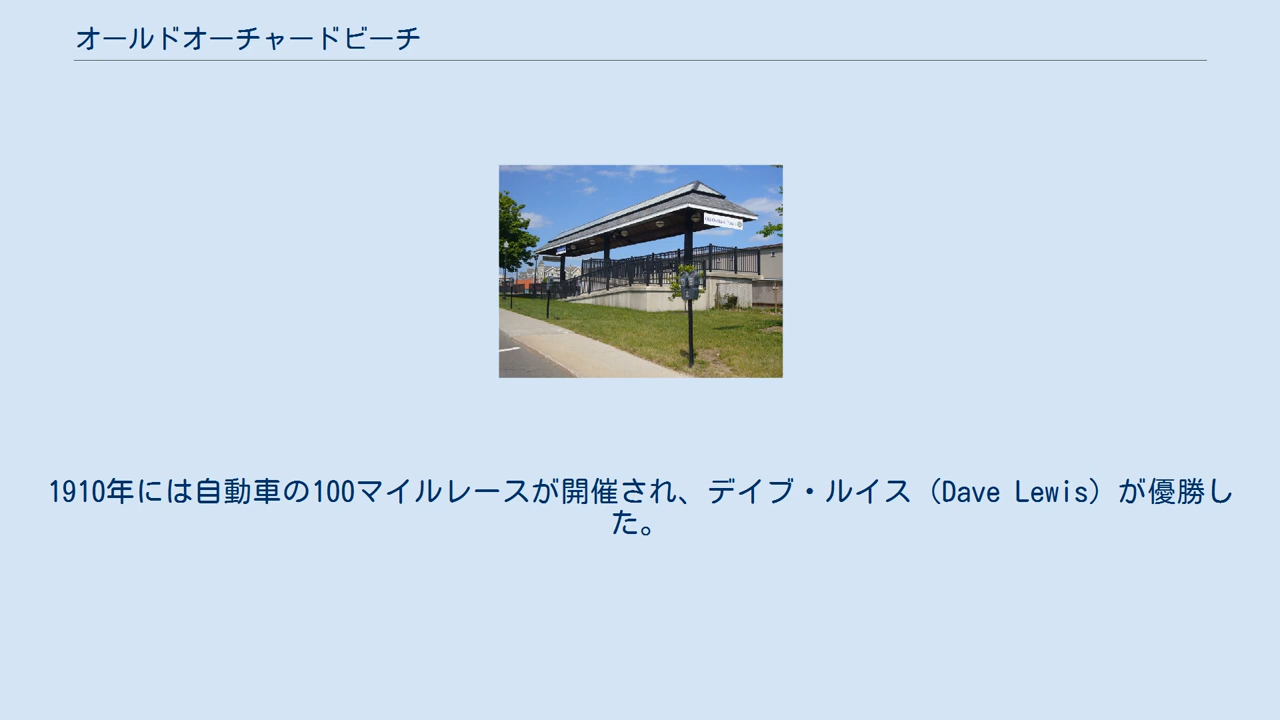 オールドオーチャードビーチ
1910年には自動車の100マイルレースが開催され、デイブ・ルイス（Dave Lewis）が優勝し
た。